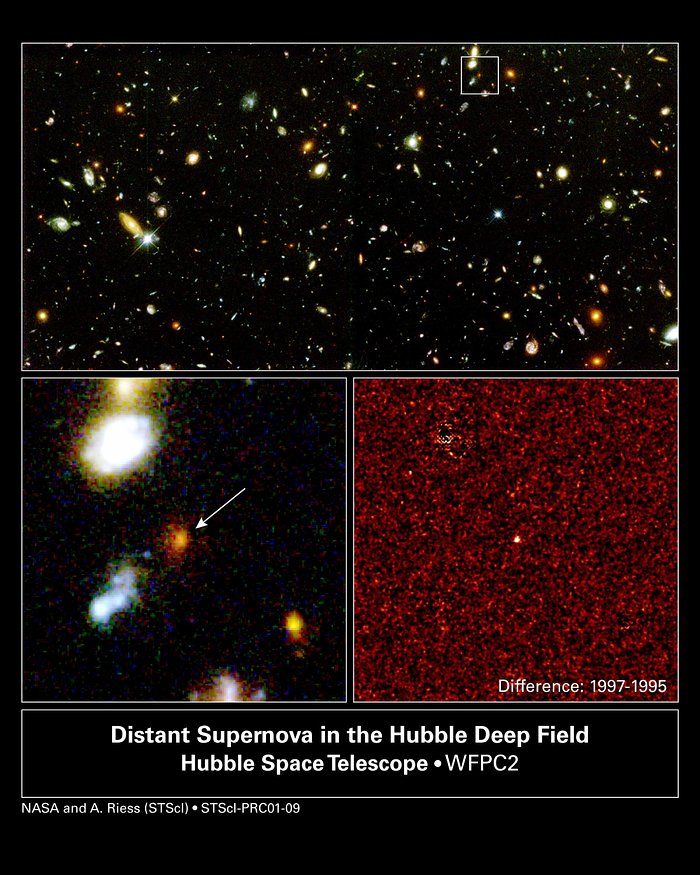 Difference: 1997-1995
Distant Supernova in the Hubble Deep Field
Hubble Space Telescope • WFPC2
NASA and A. Riess (STScI) • STScI-PRC01-09